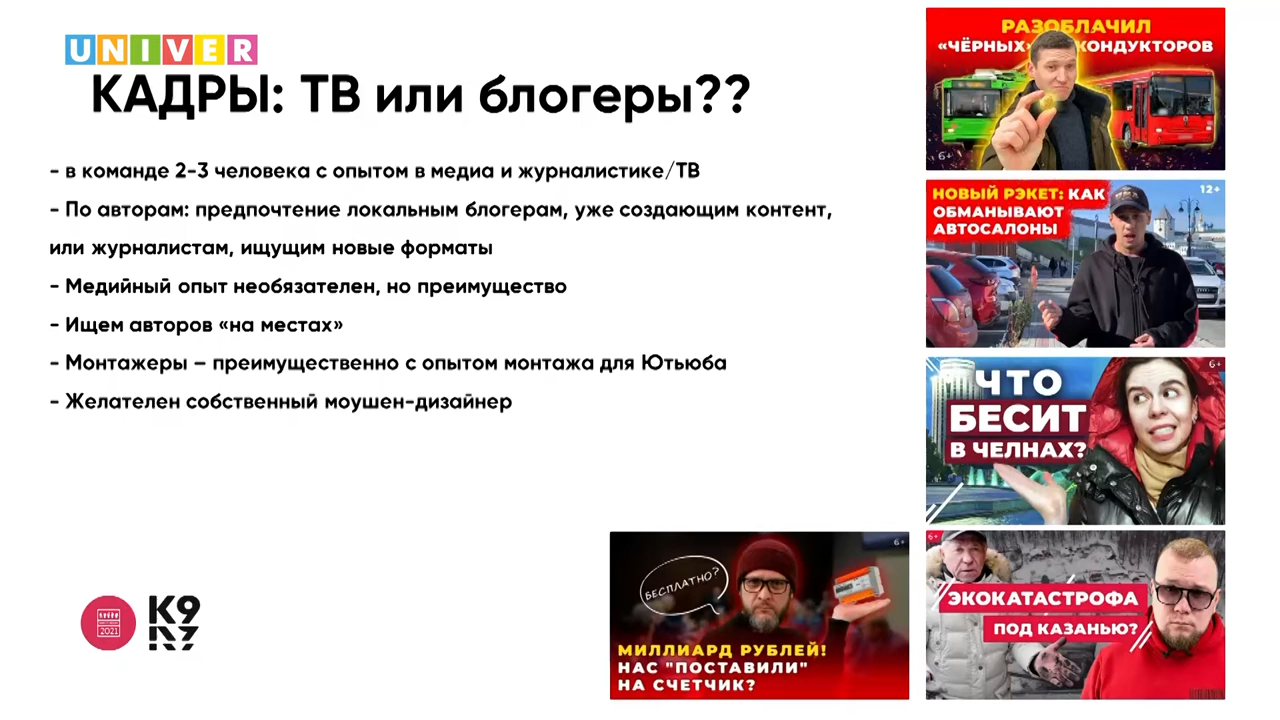 UNIVER
КАДРЫ: ТВ или блогеры??
- в команде 2-3 человека с опытом в медиа и журналистике/ТВ
- По авторам: предпочтение локальным блогерам, уже создающим контент,
или журналистам, ищущим новые форматы
- Медийный опыт необязателен, но преимущество
- Ищем авторов «на местах»
- Монтажеры – преимущественно с опытом монтажа для Ютьюба
- Желателен собственный моушен-дизайнер
2021
K9
РАЗОБЛАЧИЛ
«ЧЁРНЫХ» КОНДУКТОРОВ
6+
НОВЫЙ РЭКЕТ: КАК
ОБМАНЫВАЮТ
АВТОСАЛОНЫ
12+
ЧТО
БЕСИТ
В ЧЕЛНАХ?
6+
БЕСПЛАТНО?
6+
МИЛЛИАРД РУБЛЕЙ!
НАС "ПОСТАВИЛИ"
НА СЧЕТЧИК?
6+
ЭКОКАТАСТРОФА
ПОД КАЗАНЬЮ?